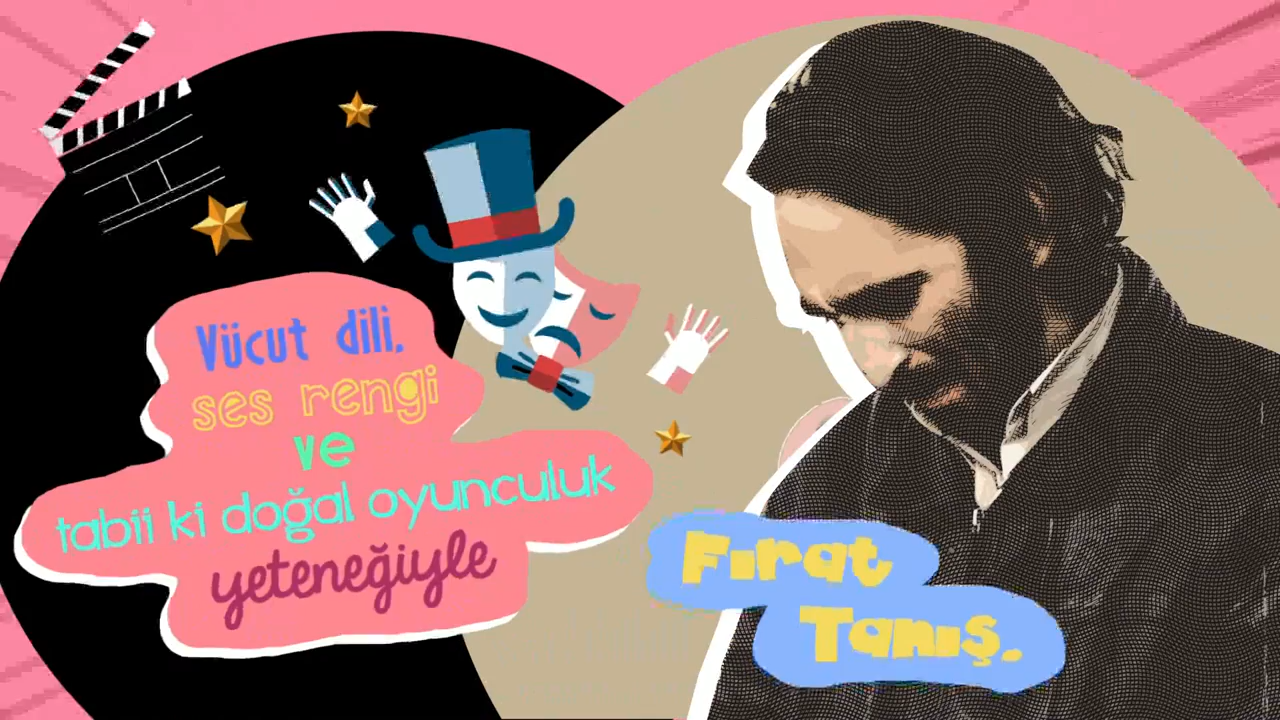 Vücut dili,
ses rengi
ve
tabii ki doğal oyunculuk
yeteneğiyle
Fırat
Tanış.